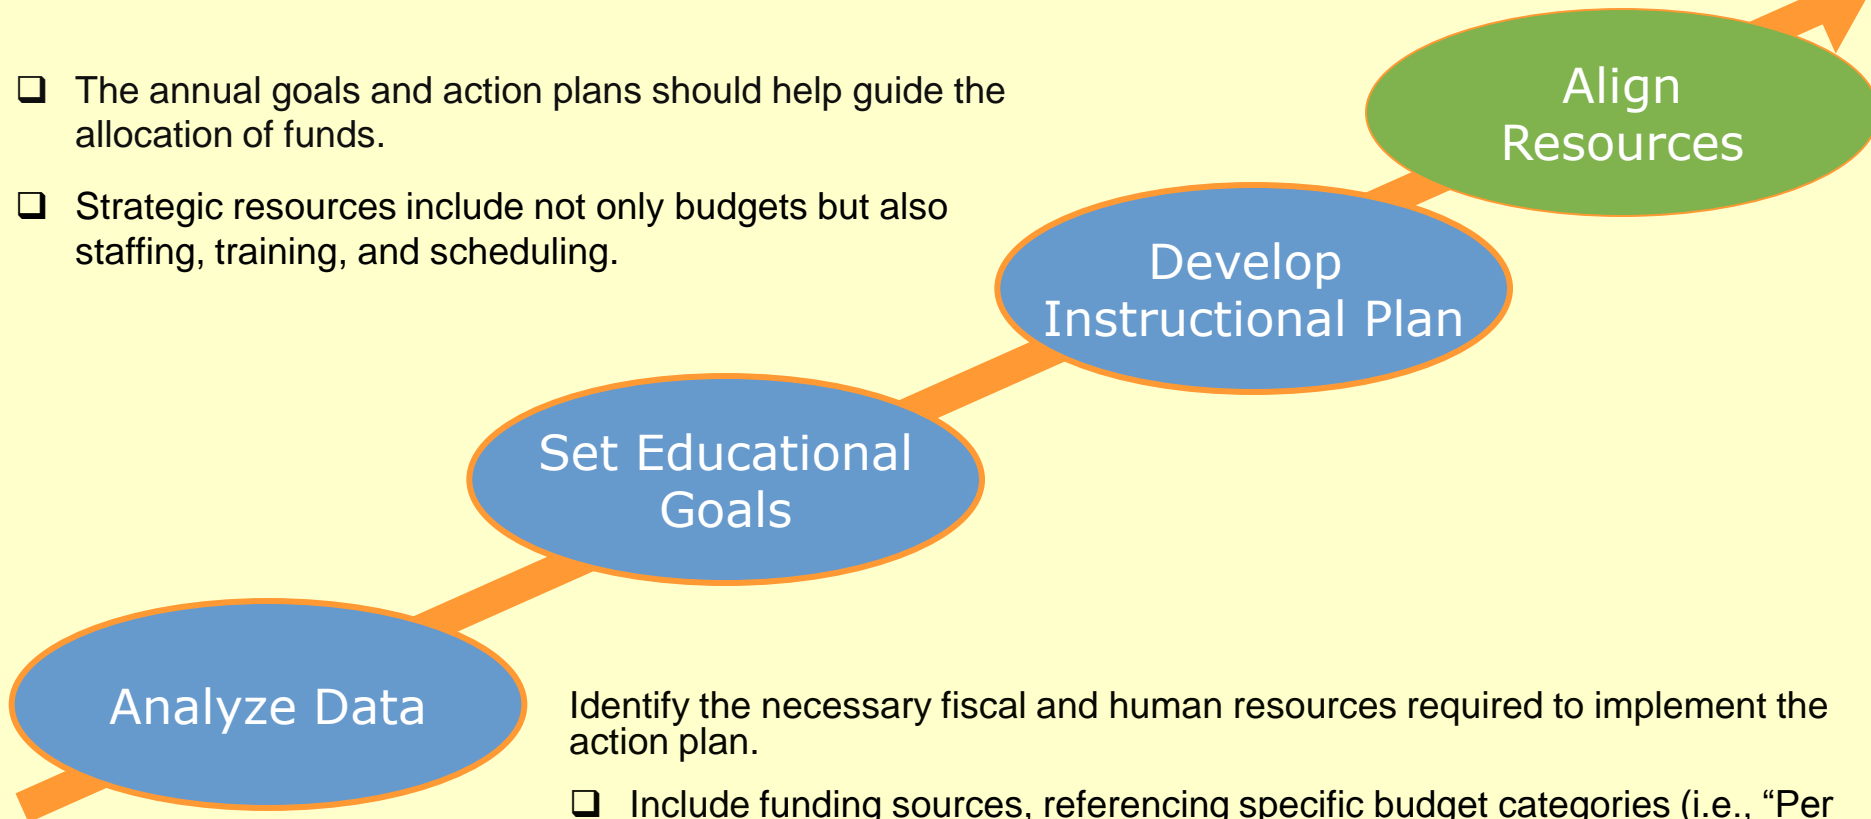 ❑ The annual goals and action plans should help guide the
allocation of funds.
❑ Strategic resources include not only budgets but also
staffing, training, and scheduling.
Align
Resources
Develop
Instructional Plan
Set Educational
Goals
Analyze Data
Identify the necessary fiscal and human resources required to implement the
action plan.
❑ Include funding sources, referencing specific budget categories (i.e., “Per